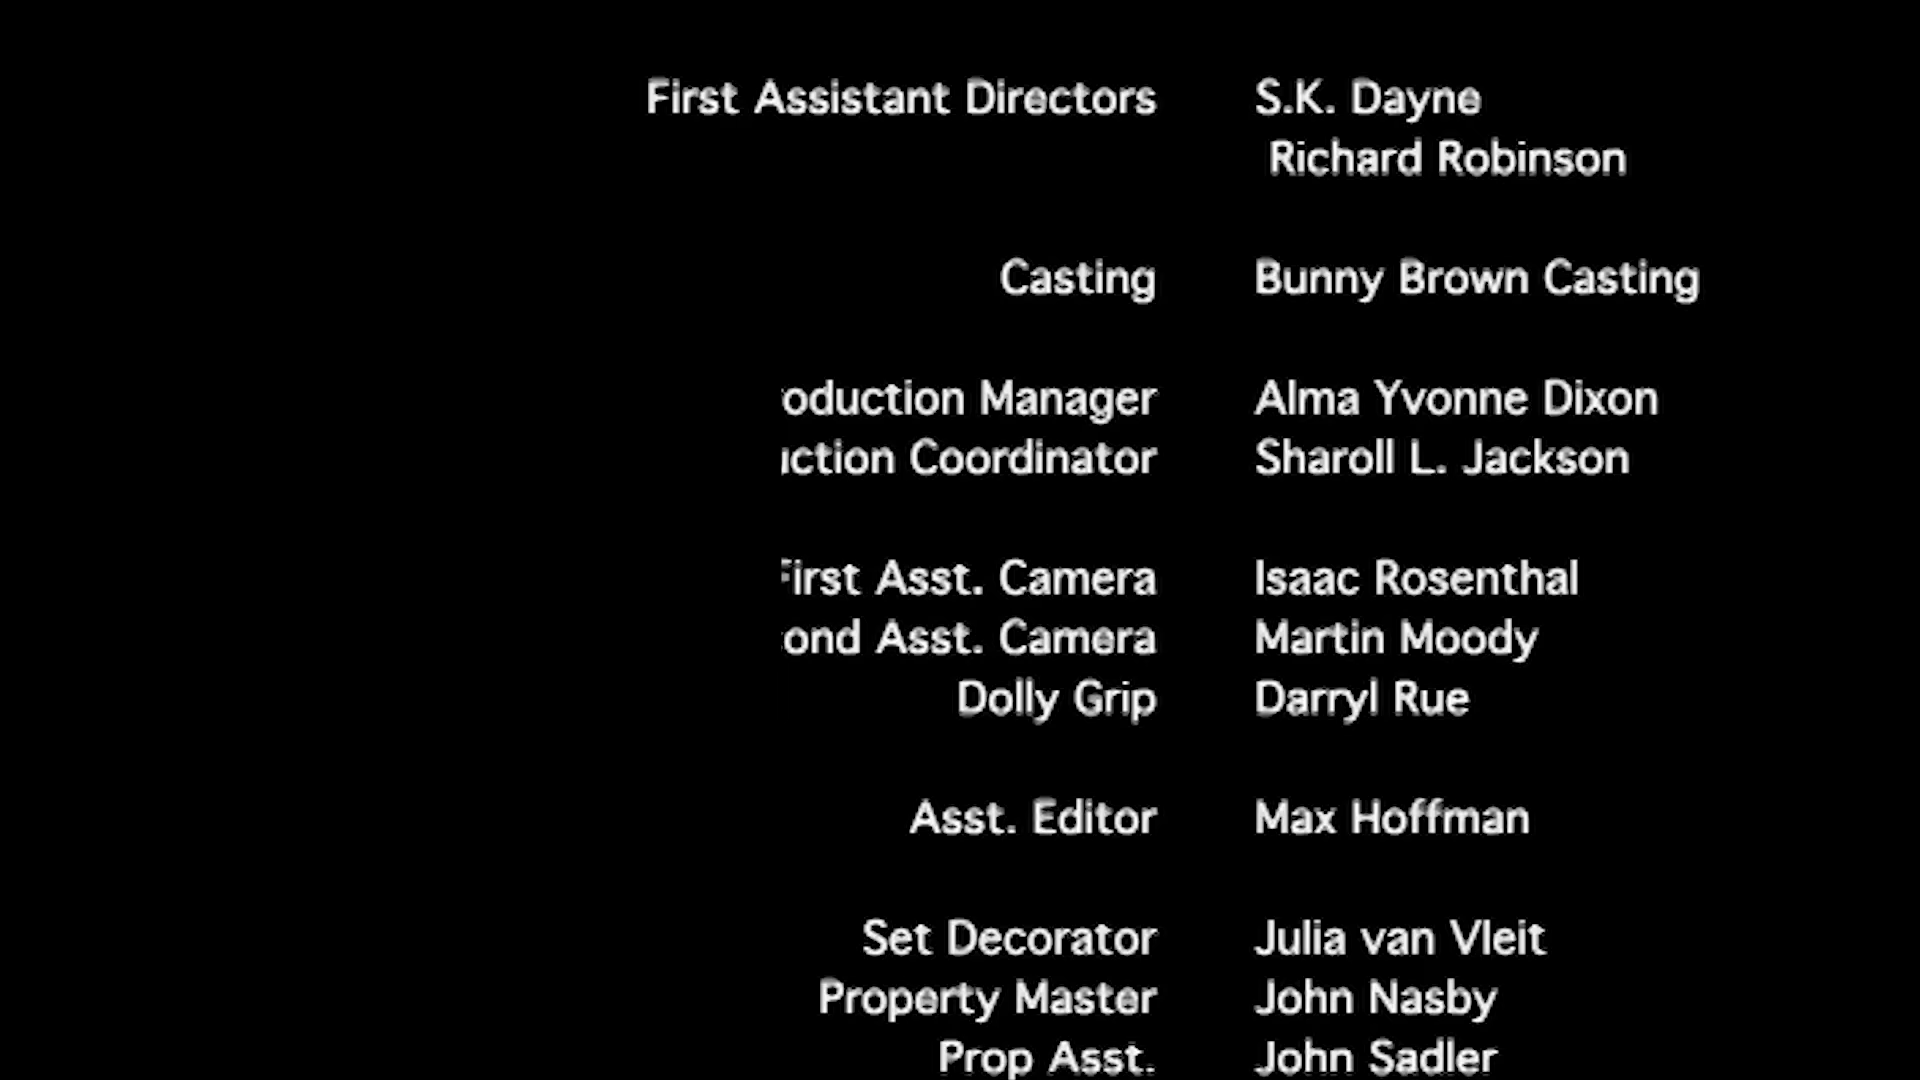 First Assistant Directors S.K. Dayne
Richard Robinson
Casting Bunny Brown Casting
oduction Manager Alma Yvonne Dixon
ction Coordinator Sharoll L. Jackson
First Asst. Camera Isaac Rosenthal
ond Asst. Camera Martin Moody
Dolly Grip Darryl Rue
Asst. Editor Max Hoffman
Set Decorator Julia van Vleit
Property Master John Nasby
Prop Asst. John Sadler